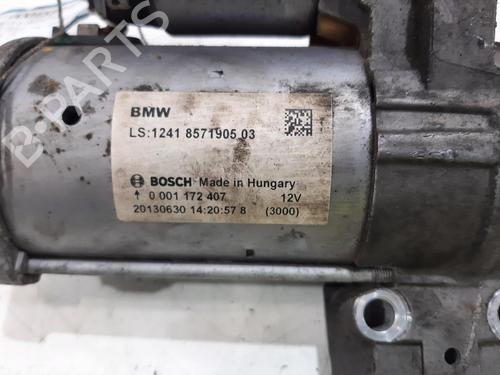 BMW
LS:1241 8571905 03
BOSCH Made in Hungary
0 001 172 407 12V
20130630 14:20:57 8 (3000)
B-PARTS